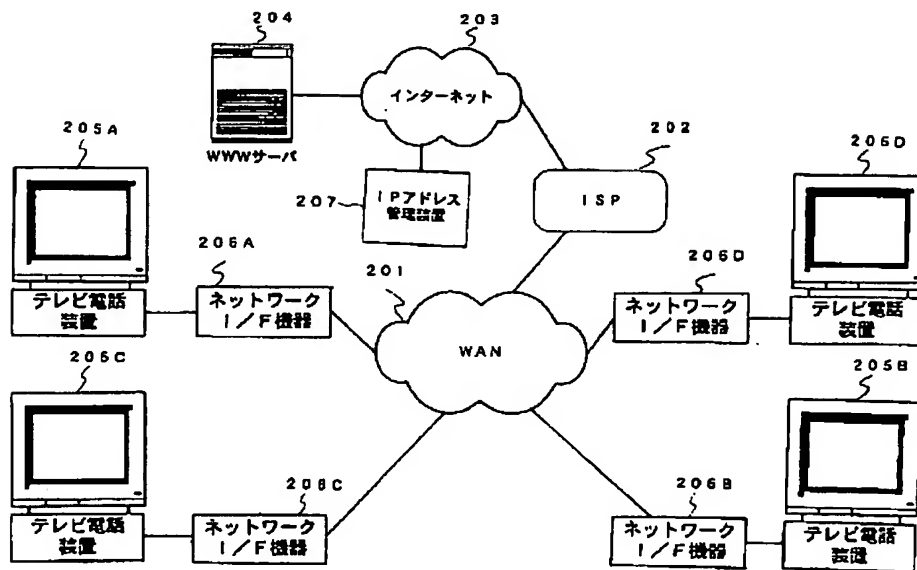 204
203
インターネット
WWWサーバ
202
ISP
205A
205D
207
IPアドレス
管理装置
206A
201
206D
テレビ電話
装置
ネットワーク
I/F機器
WAN
ネットワーク
I/F機器
テレビ電話
装置
205C
205B
206C
206B
テレビ電話
装置
ネットワーク
I/F機器
ネットワーク
I/F機器
テレビ電話
装置